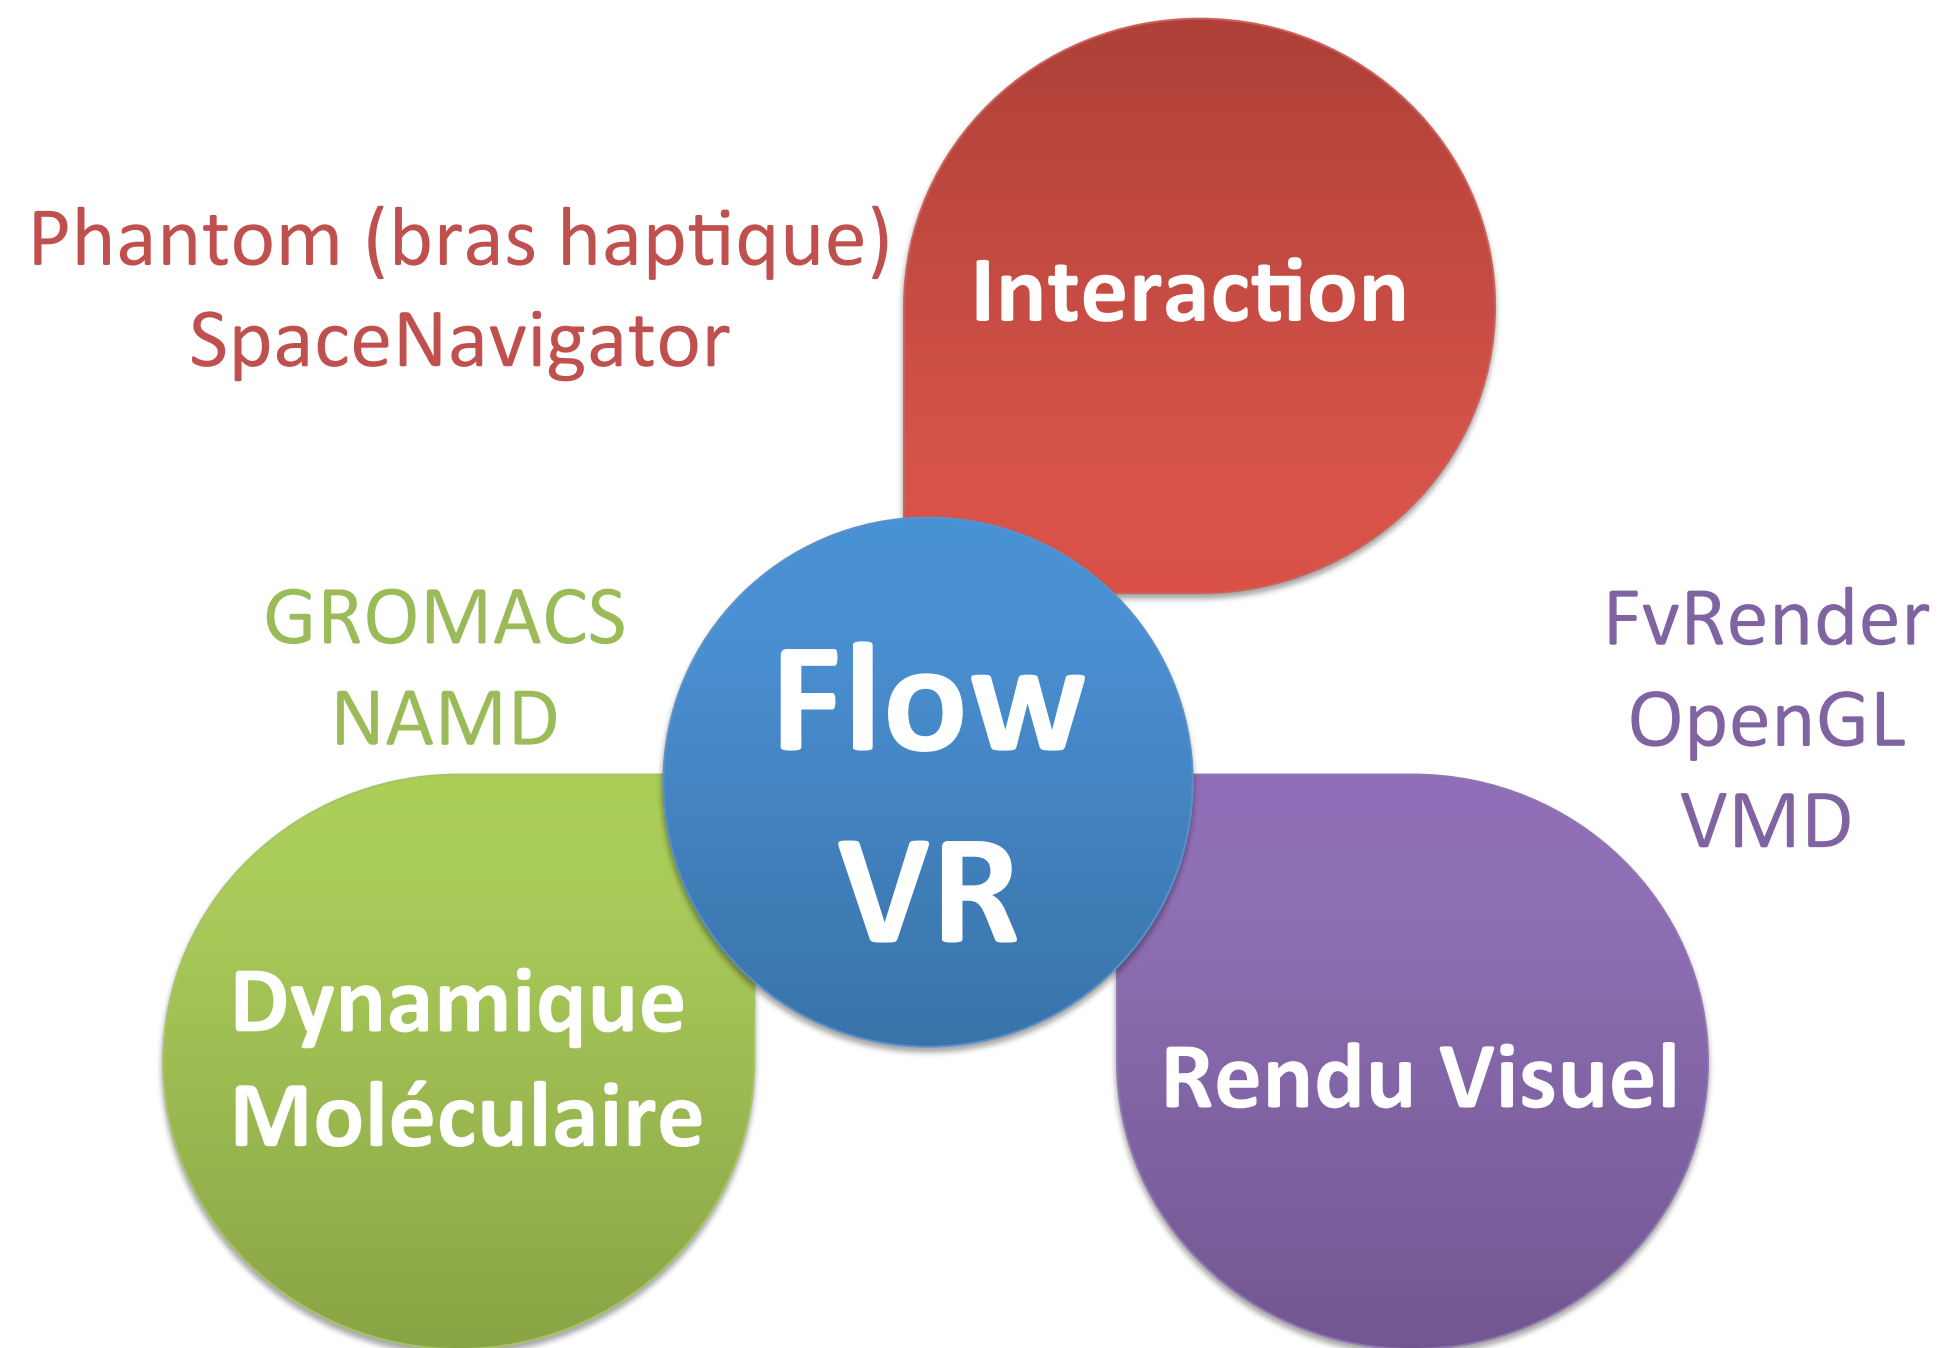 Phantom (bras haptique)
SpaceNavigator
Interaction
GROMACS
NAMD
Flow
VR
FvRender
OpenGL
VMD
Dynamique
Moléculaire
Rendu Visuel